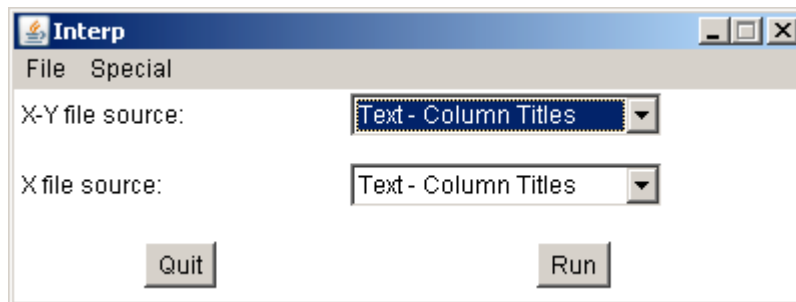 Interp
File Special
X-Y file source: Text - Column Titles
X file source: Text - Column Titles
Quit Run